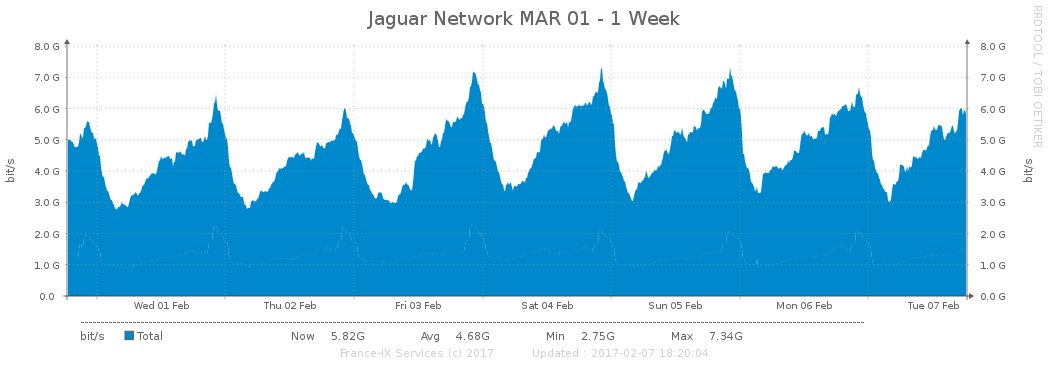 Jaguar Network MAR 01 - 1 Week
RRDTOOL / TOBI OETIKER
8.0 G 8.0 G
7.0 G 7.0 G
6.0 G 6.0 G
5.0 G 5.0 G
4.0 G 4.0 G
3.0 G 3.0 G
2.0 G 2.0 G
1.0 G 1.0 G
0.0 0.0 G
bit/s
bit/s
Wed 01 Feb Thu 02 Feb Fri 03 Feb Sat 04 Feb Sun 05 Feb Mon 06 Feb Tue 07 Feb
bit/s Total Now 5.82G Avg 4.68G Min 2.75G Max 7.34G
France-IX Services (c) 2017 Updated : 2017-02-07 18:20:04